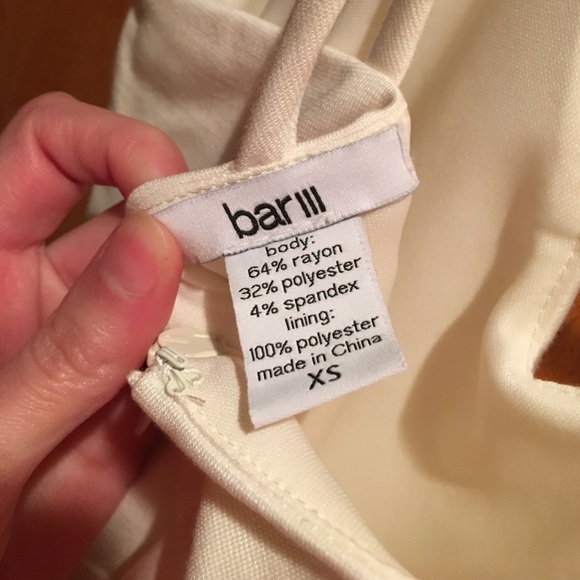 bar III
body:
64% rayon
32% polyester
4% spandex
lining:
100% polyester
made in China
XS